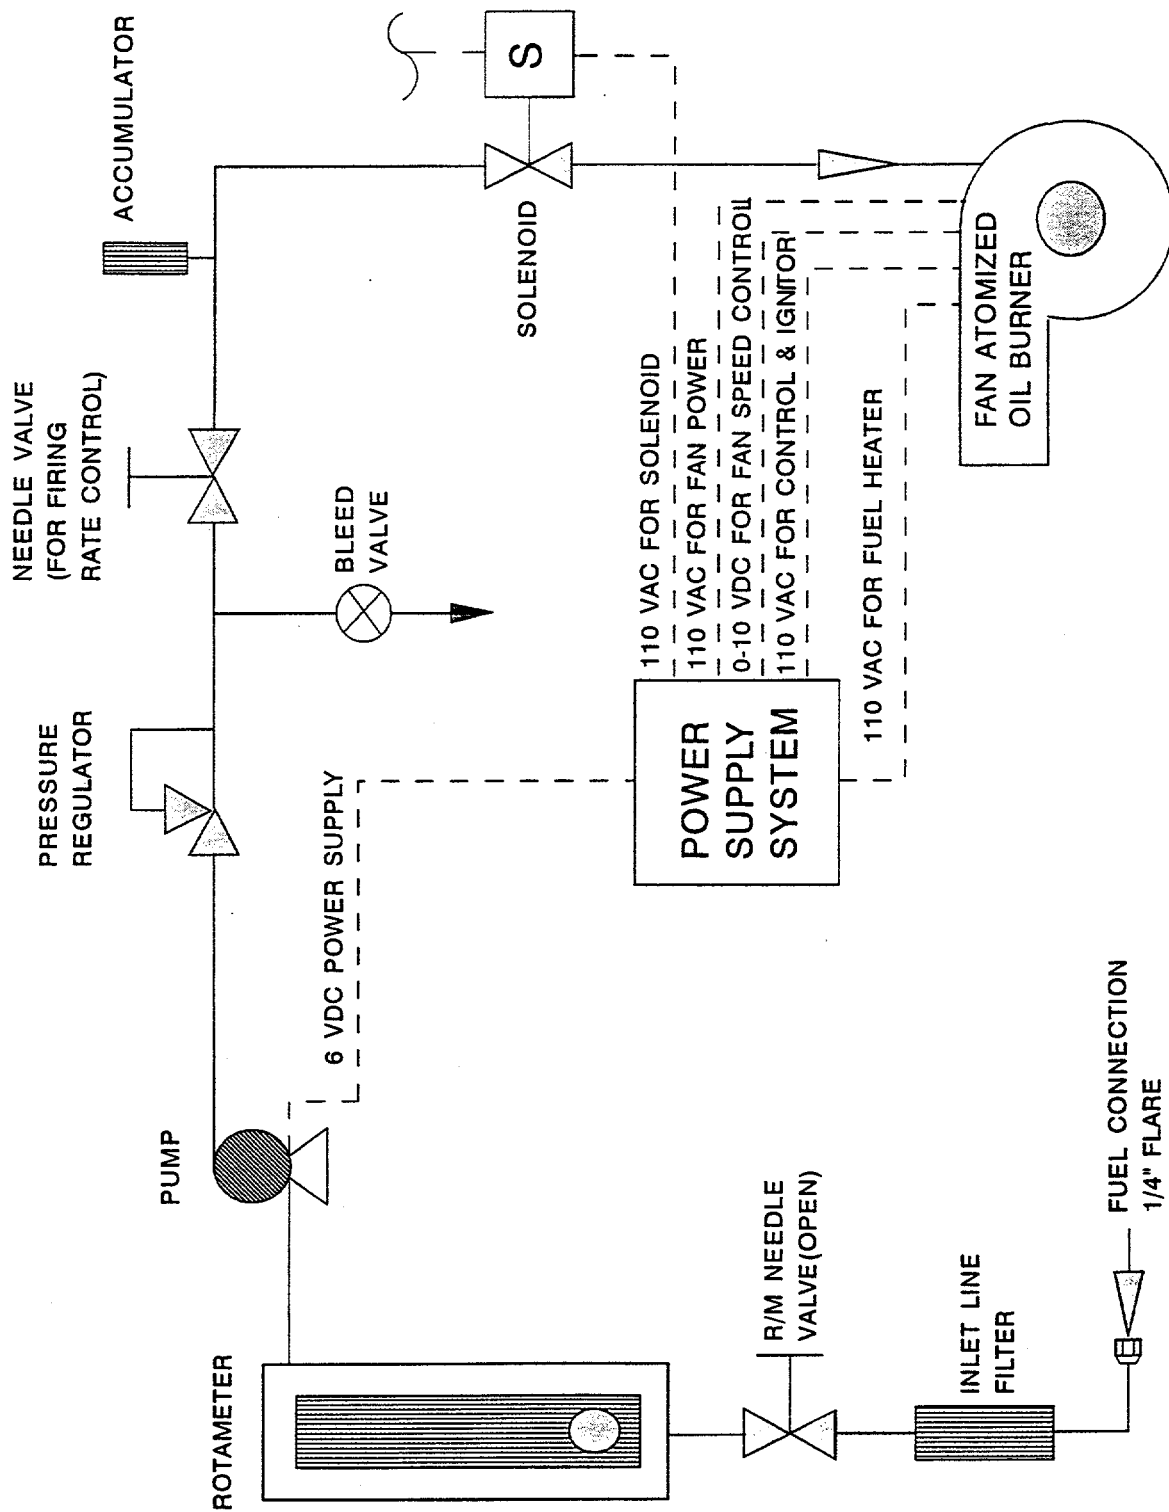 ROTAMETER
PUMP
PRESSURE
REGULATOR
NEEDLE VALVE
(FOR FIRING
RATE CONTROL)
ACCUMULATOR
BLEED
VALVE
SOLENOID
S
6 VDC POWER SUPPLY
110 VAC FOR SOLENOID
110 VAC FOR FAN POWER
0-10 VDC FOR FAN SPEED CONTROL
110 VAC FOR CONTROL & IGNITOR
110 VAC FOR FUEL HEATER
POWER
SUPPLY
SYSTEM
R/M NEEDLE
VALVE(OPEN)
INLET LINE
FILTER
FUEL CONNECTION
1/4" FLARE
FAN ATOMIZED
OIL BURNER